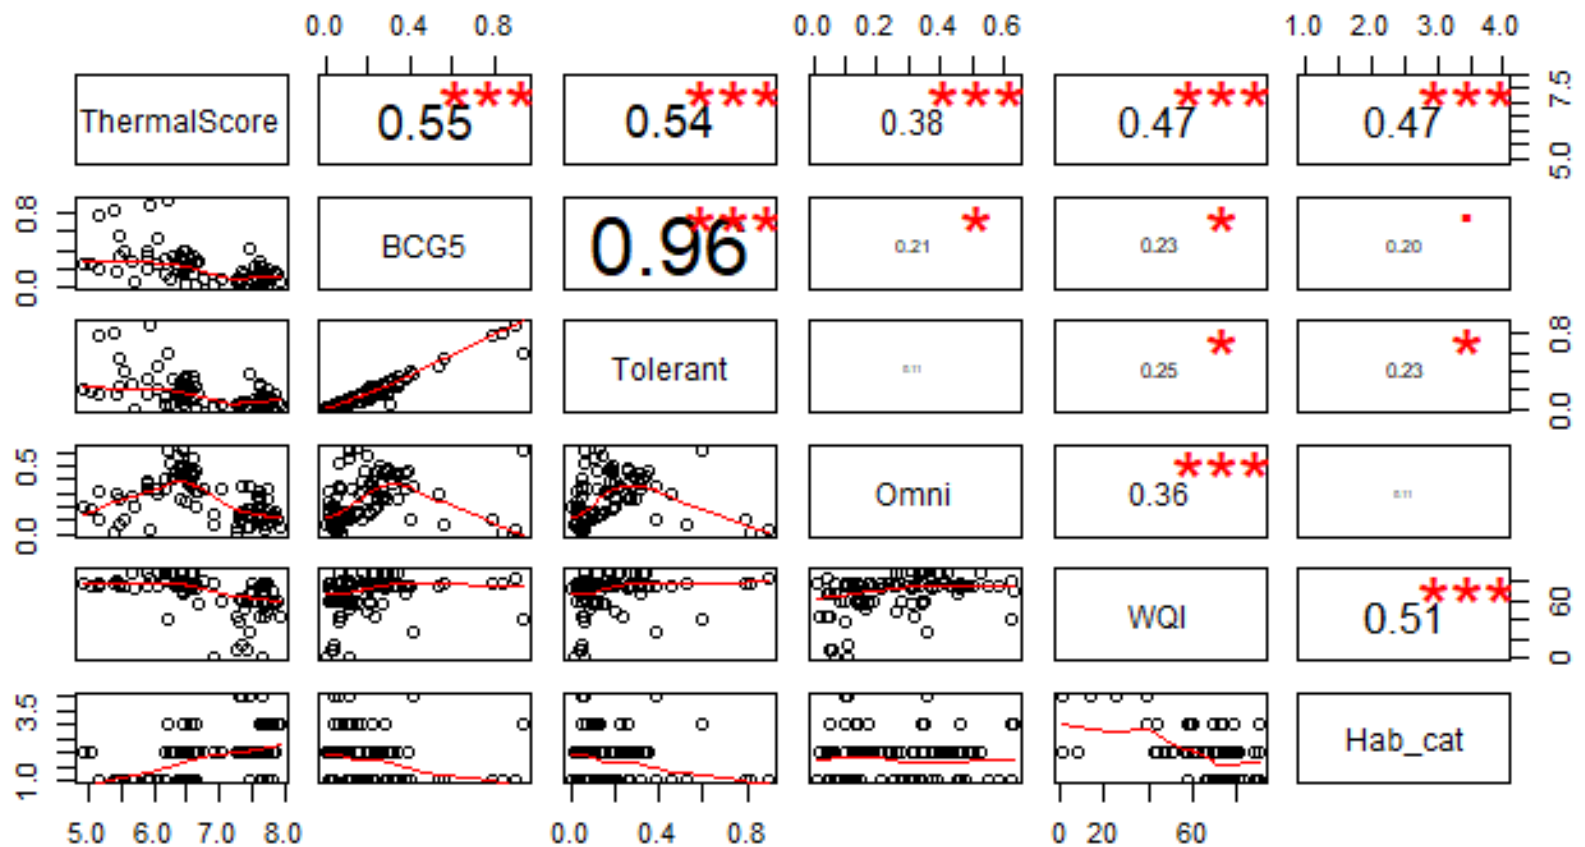 0.0 0.4 0.8 0.0 0.2 0.4 0.6 1.0 2.0 3.0 4.0
ThermalScore 0.55 *** 0.54 *** 0.38 *** 0.47 *** 0.47 *** 5.0 7.5
0.0 0.8 BCG5 0.96 *** 0.21 * 0.23 * 0.20 .
Tolerant 0.11 0.25 * 0.23 * 0.0 0.8
0.0 0.5 Omni 0.36 *** 0.11
WQI 0.51 *** 0 60
1.0 3.5 Hab_cat
5.0 6.0 7.0 8.0 0.0 0.4 0.8 0 20 60